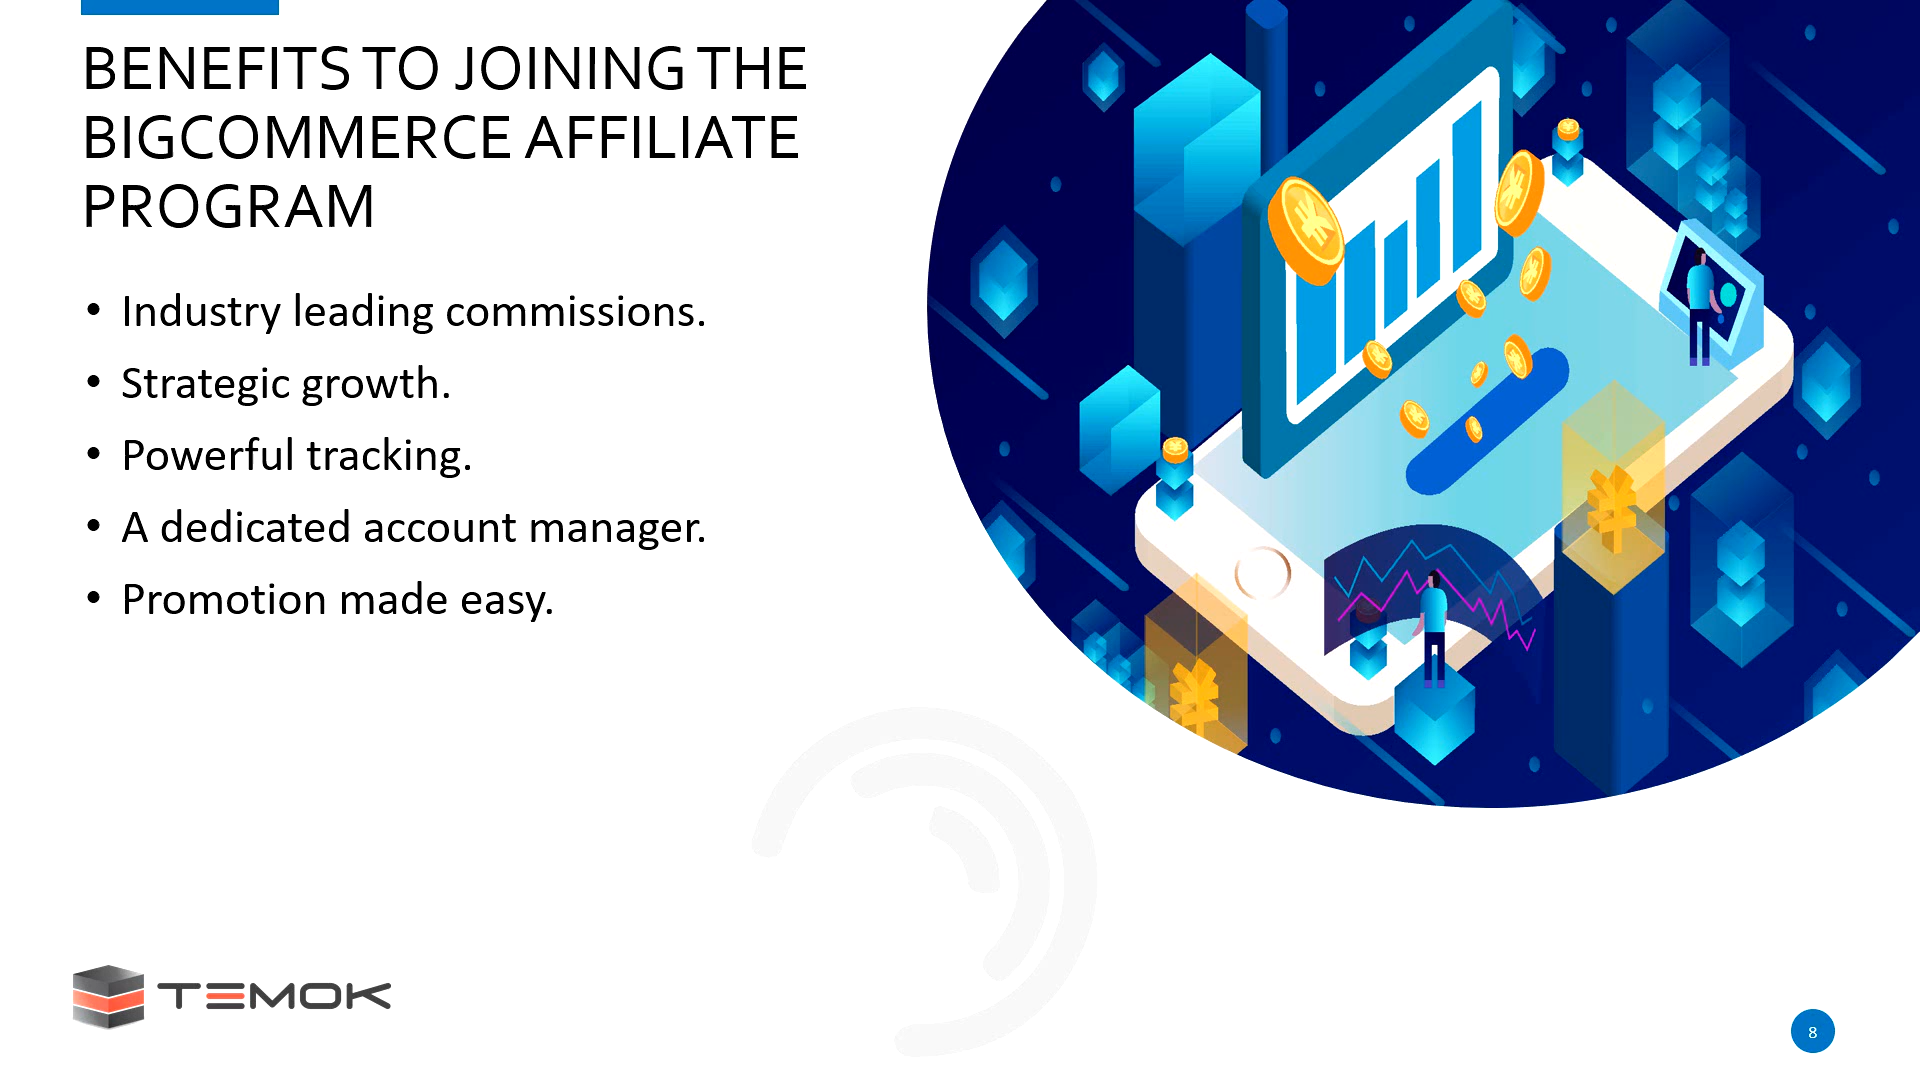 BENEFITS TO JOINING THE
BIGCOMMERCE AFFILIATE
PROGRAM
• Industry leading commissions.
• Strategic growth.
• Powerful tracking.
• A dedicated account manager.
• Promotion made easy.
TEMOK
8